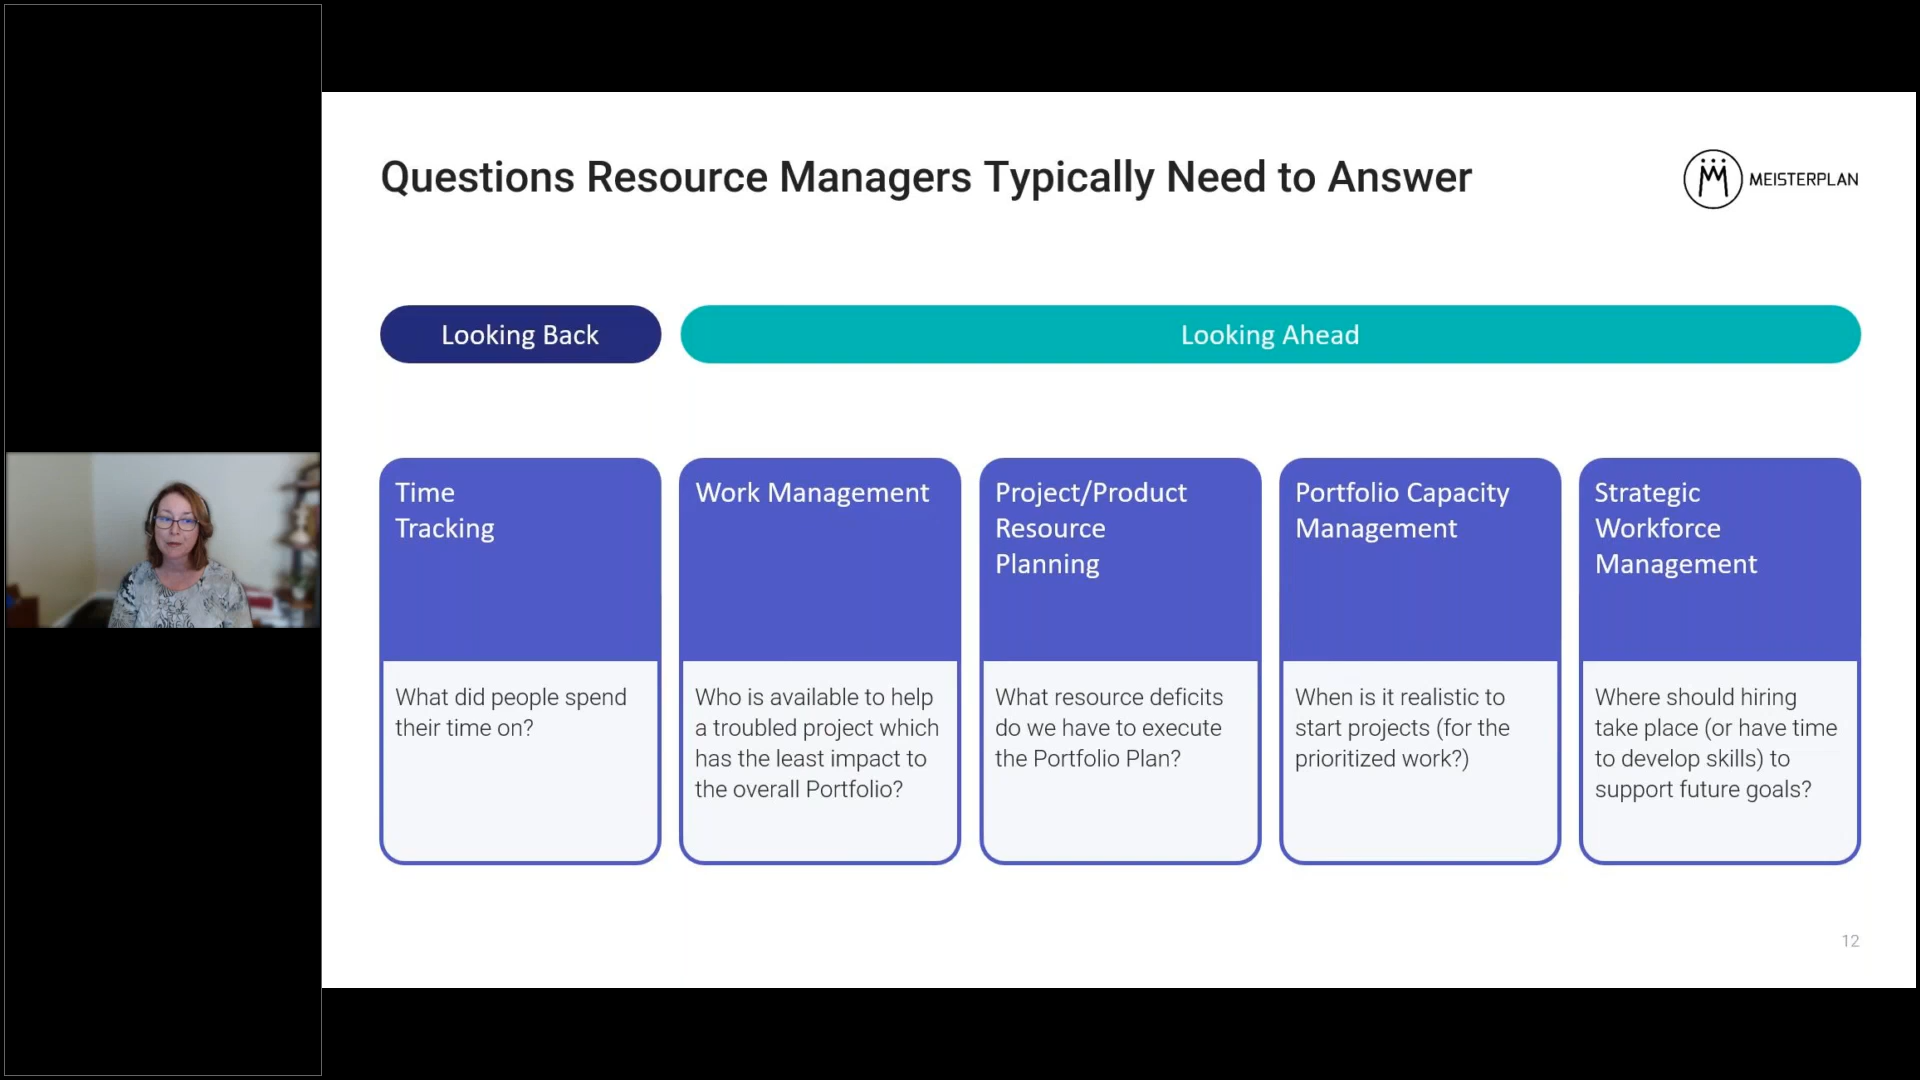 Questions Resource Managers Typically Need to Answer
MEISTERPLAN
Looking Back
Looking Ahead
Time
Tracking
What did people spend
their time on?
Work Management
Who is available to help
a troubled project which
has the least impact to
the overall Portfolio?
Project/Product
Resource
Planning
What resource deficits
do we have to execute
the Portfolio Plan?
Portfolio Capacity
Management
When is it realistic to
start projects (for the
prioritized work?)
Strategic
Workforce
Management
Where should hiring
take place (or have time
to develop skills) to
support future goals?
12